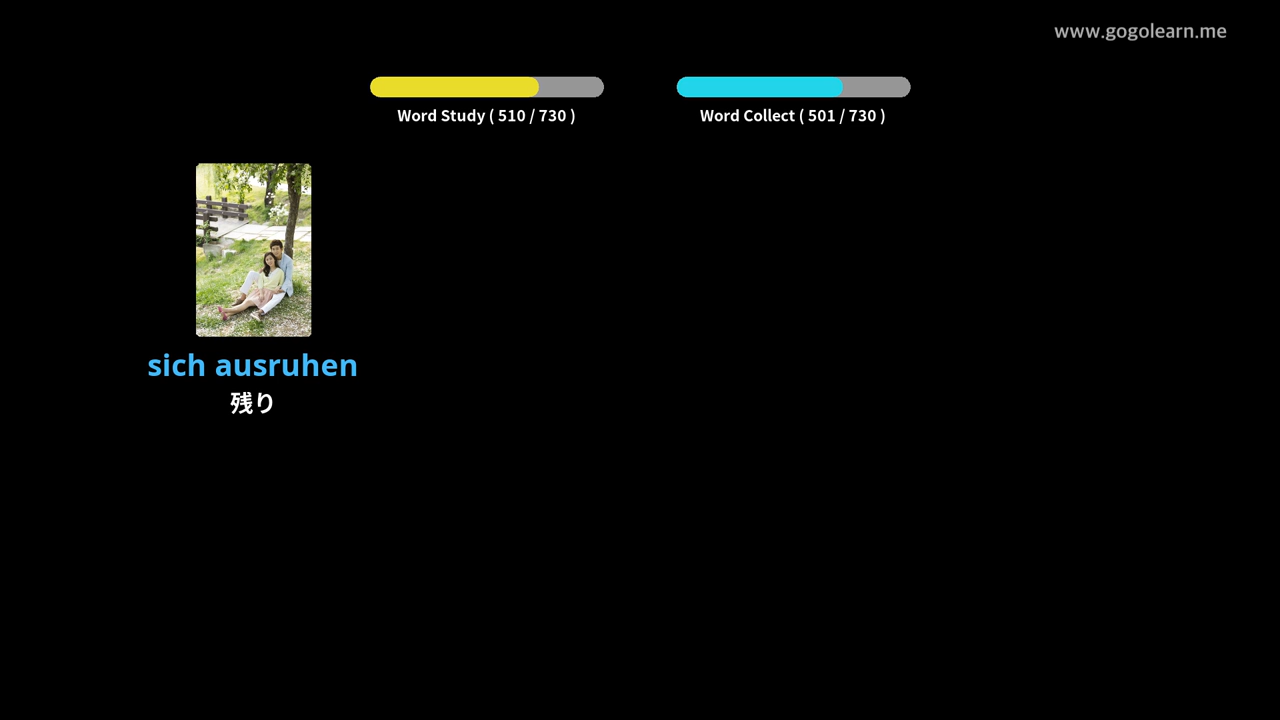 www.gogolearn.me
Word Study ( 510 / 730 )
Word Collect ( 501 / 730 )
sich ausruhen
残り